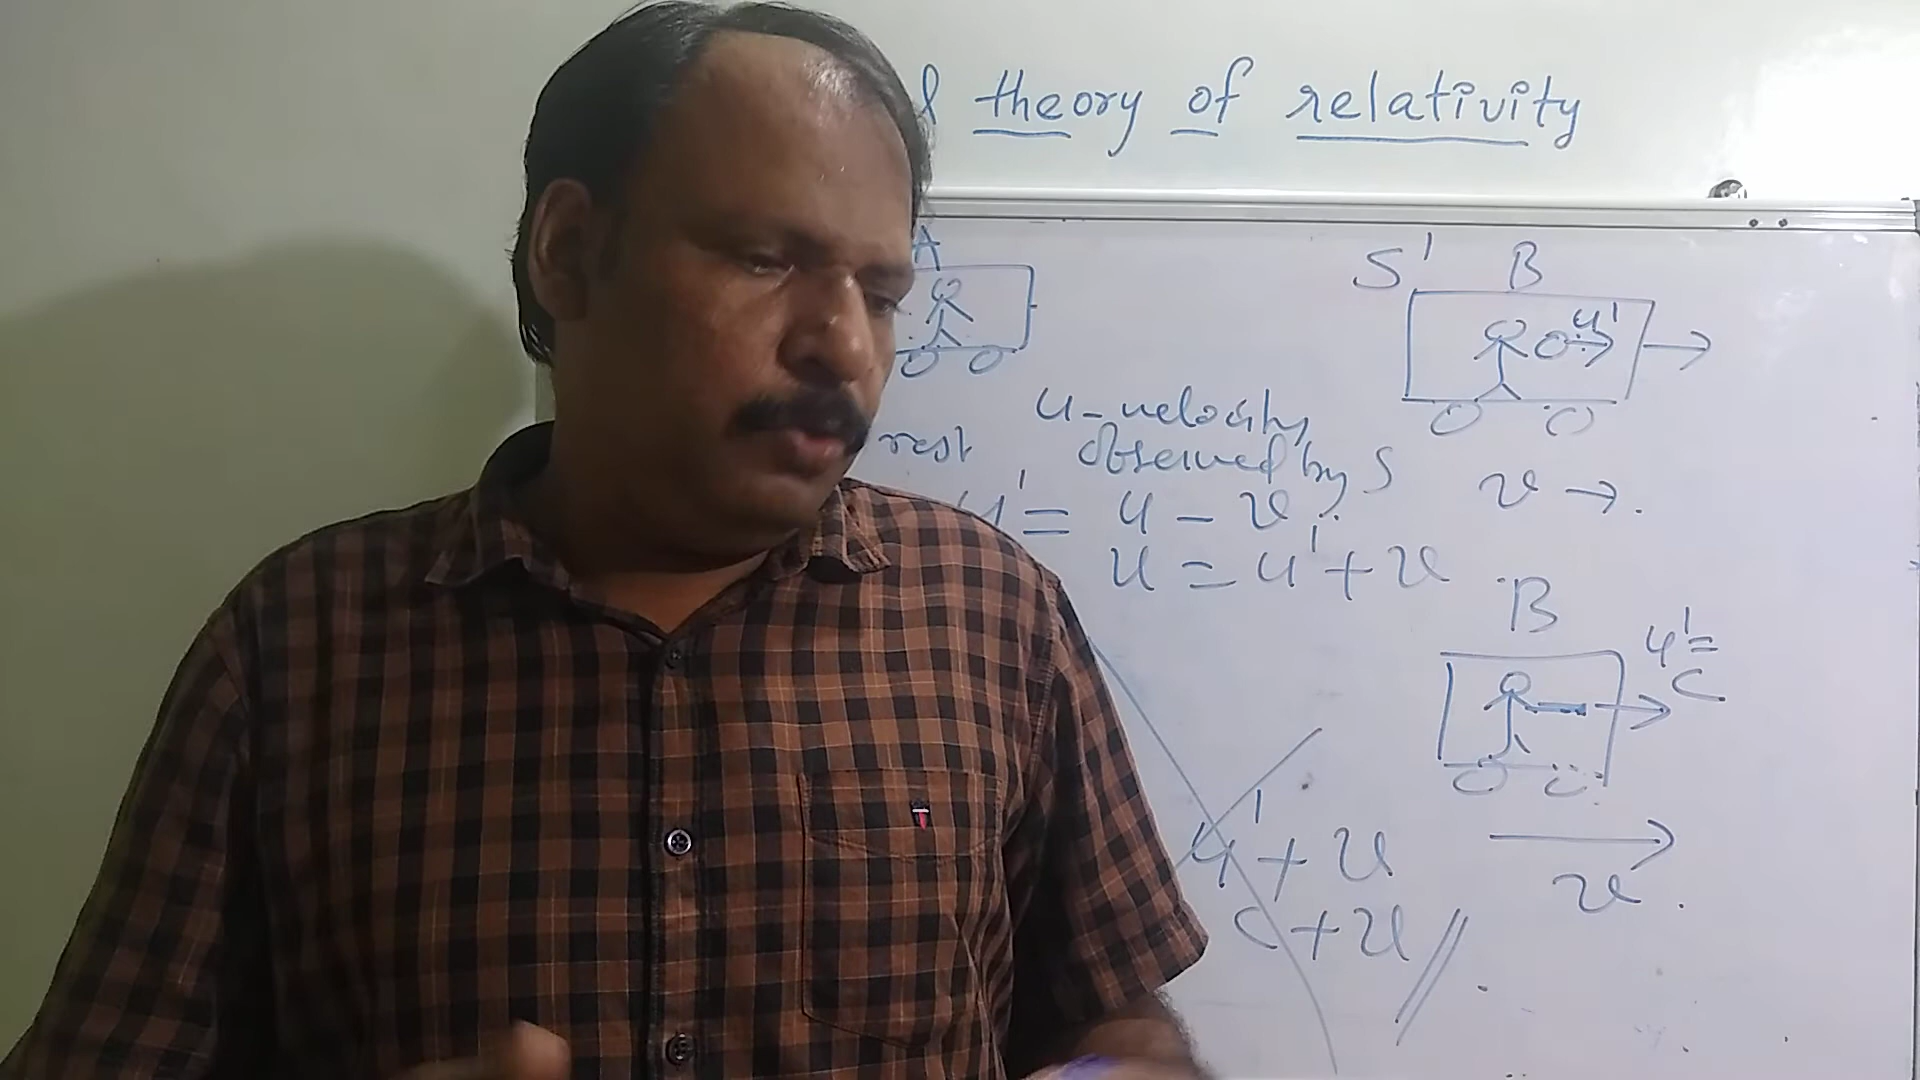 l theory of relativity
A
S' B
u'
u - velocity
rest observed by S
u' = u - v
v →.
u = u' + v
B
u' =
c
u' + v
c + v
v.